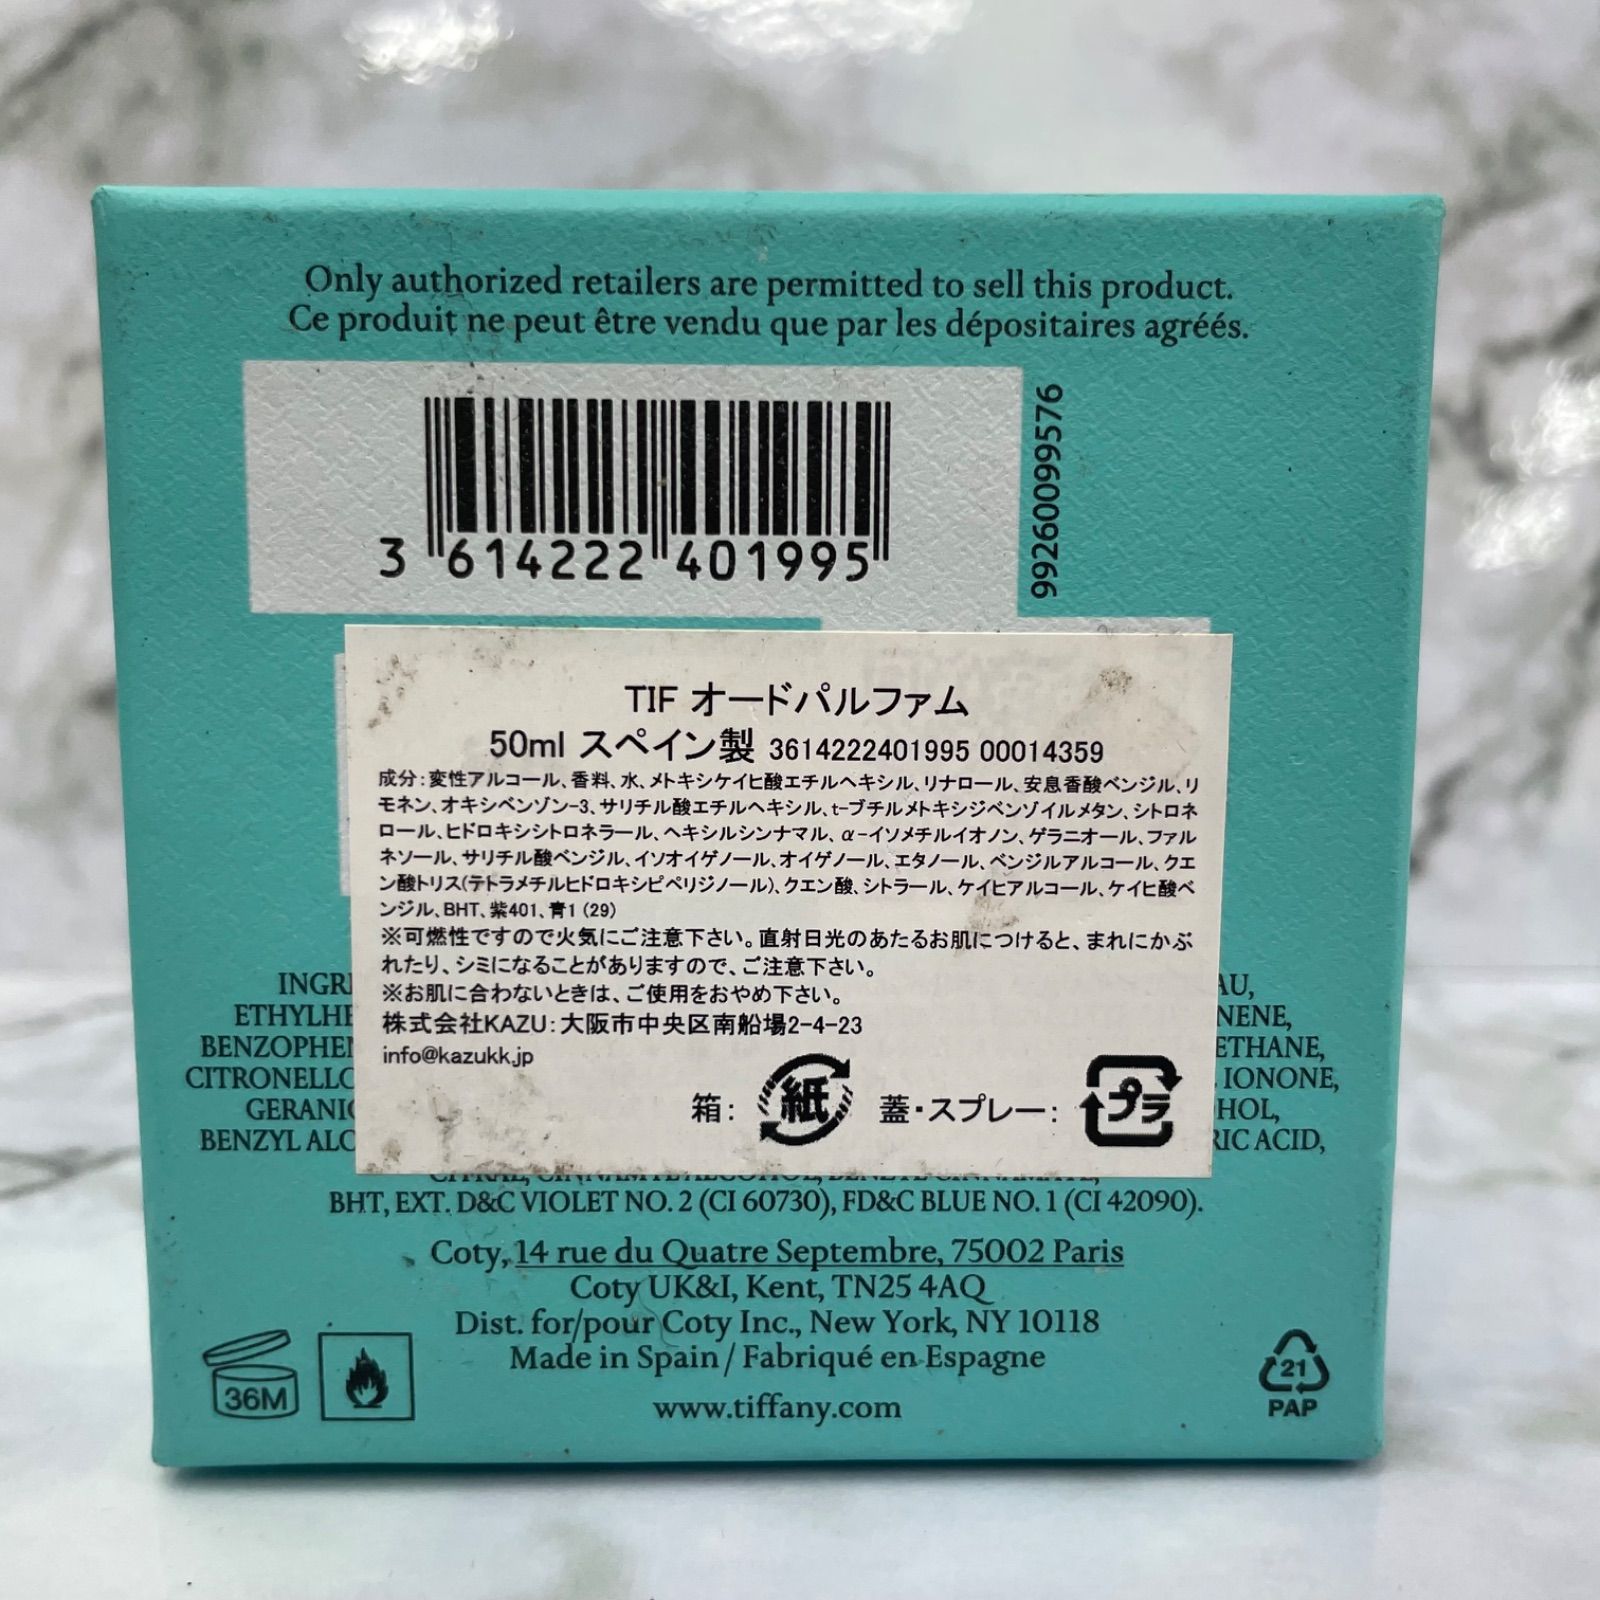 Only authorized retailers are permitted to sell this product.
Ce produit ne peut être vendu que par les dépositaires agréés.
3 614222 401995
99260099576
TIF オードパルファム
50ml スペイン製 3614222401995 00014359
成分：変性アルコール、香料、水、メトキシケイヒ酸エチルヘキシル、リナロール、安息香酸ベンジル、リ
モネン、オキシベンゾン-3、サリチル酸エチルヘキシル、t-ブチルメトキシジベンゾイルメタン、シトロネ
ロール、ヒドロキシシトロネラール、ヘキシルシンナマル、α-イソメチルイオノン、ゲラニオール、ファル
ネソール、サリチル酸ベンジル、イソオイゲノール、オイゲノール、エタノール、ベンジルアルコール、クエ
ン酸トリス(テトラメチルヒドロキシピペリジノール)、クエン酸、シトラール、ケイヒアルコール、ケイヒ酸ベ
ンジル、BHT、紫401、青1 (29)
※可燃性ですので火気にご注意下さい。直射日光のあたるお肌につけると、まれにかぶ
れたり、シミになることがありますので、ご注意下さい。
※お肌に合わないときは、ご使用をおやめ下さい。
株式会社KAZU：大阪市中央区南船場2-4-23
info@kazukk.jp
箱： 紙 蓋・スプレー： プラ
INGRE AU,
ETHYLHE NENE,
BENZOPHEN ETHANE,
CITRONELLO IONONE,
GERANIO HOL,
BENZYL ALC RIC ACID,
CITRAL, CINNAMYL ALCOHOL, BENZYL CINNAMATE,
BHT, EXT. D&C VIOLET NO. 2 (CI 60730), FD&C BLUE NO. 1 (CI 42090).
Coty, 14 rue du Quatre Septembre, 75002 Paris
Coty UK&I, Kent, TN25 4AQ
Dist. for/pour Coty Inc., New York, NY 10118
Made in Spain / Fabriqué en Espagne
www.tiffany.com
36M
21
PAP